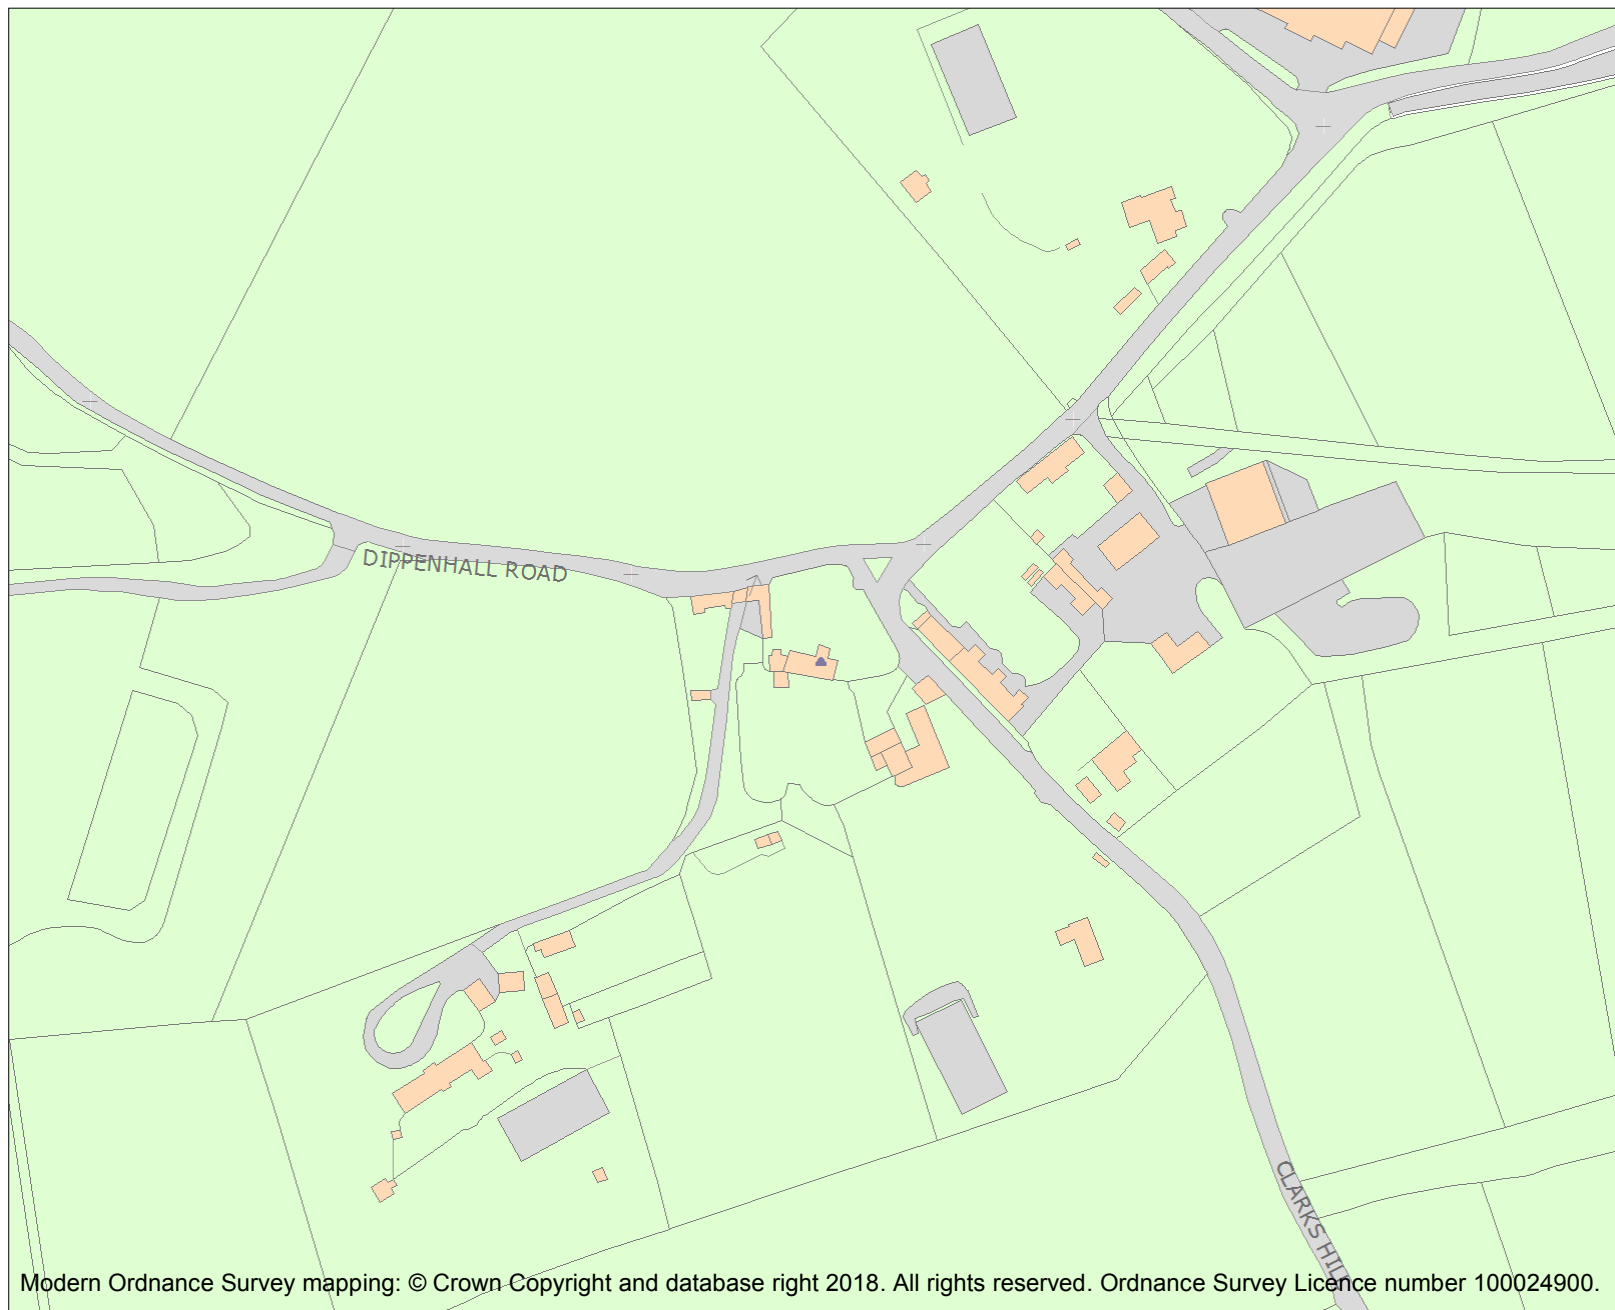 DIPPENHALL ROAD
CLARKS HILL
Modern Ordnance Survey mapping: © Crown Copyright and database right 2018. All rights reserved. Ordnance Survey Licence number 100024900.